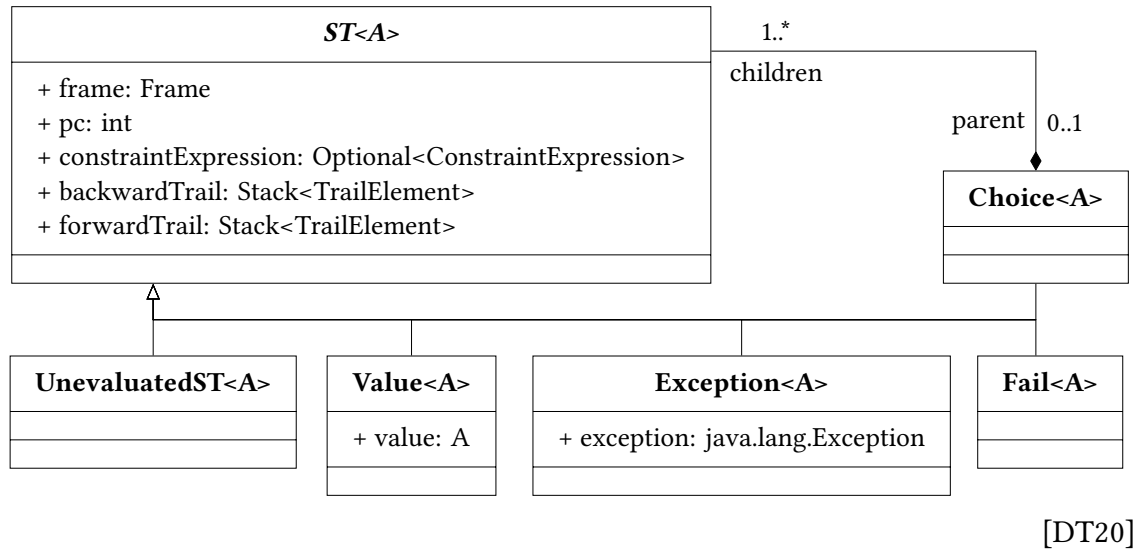 ST<A>
+ frame: Frame
+ pc: int
+ constraintExpression: Optional<ConstraintExpression>
+ backwardTrail: Stack<TrailElement>
+ forwardTrail: Stack<TrailElement>
1..*
children
parent
0..1
Choice<A>
UnevaluatedST<A>
Value<A>
+ value: A
Exception<A>
+ exception: java.lang.Exception
Fail<A>
[DT20]